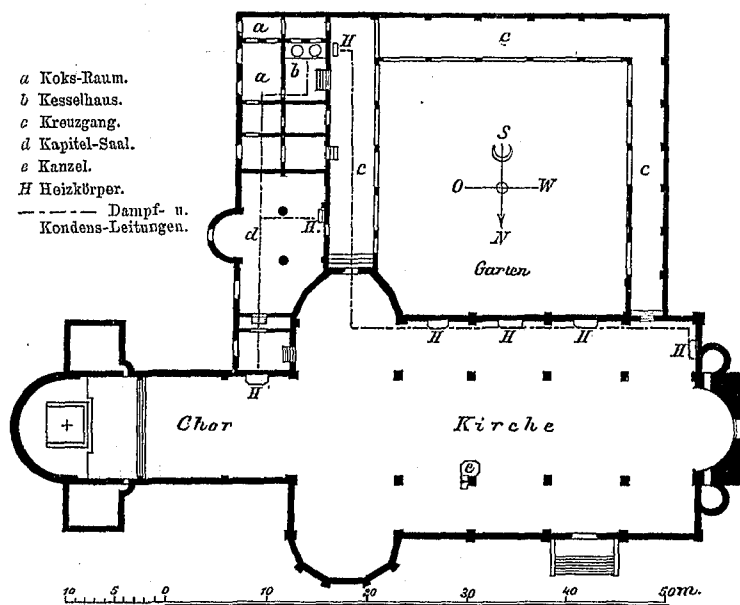 a Koks-Raum.
b Kesselhaus.
c Kreuzgang.
d Kapitel-Saal.
e Kanzel.
H Heizkörper.
Dampf- u.
Kondens-Leitungen.
a
a
b
H
c
c
c
S
O W
N
Garten
d
H.
H H H
H
H
Chor
Kirche
e
10 5 0 10 20 30 40 50m.